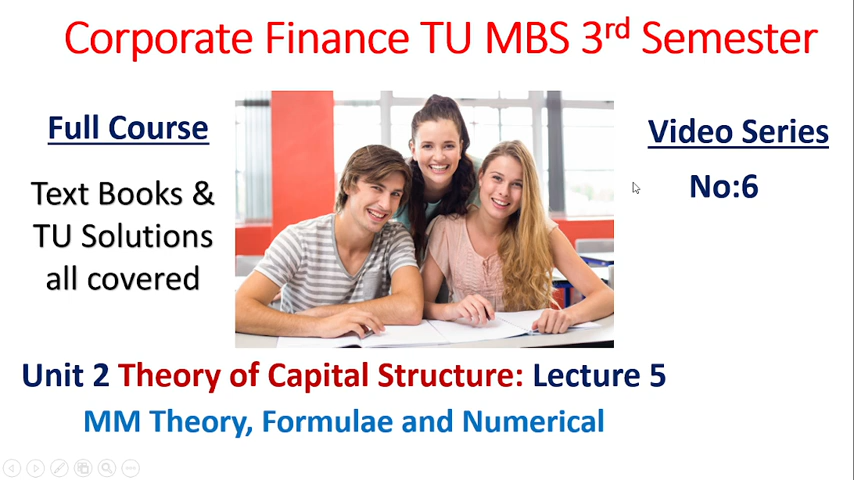 Corporate Finance TU MBS 3rd Semester
Full Course
Text Books &
TU Solutions
all covered
Video Series
No:6
Unit 2 Theory of Capital Structure: Lecture 5
MM Theory, Formulae and Numerical